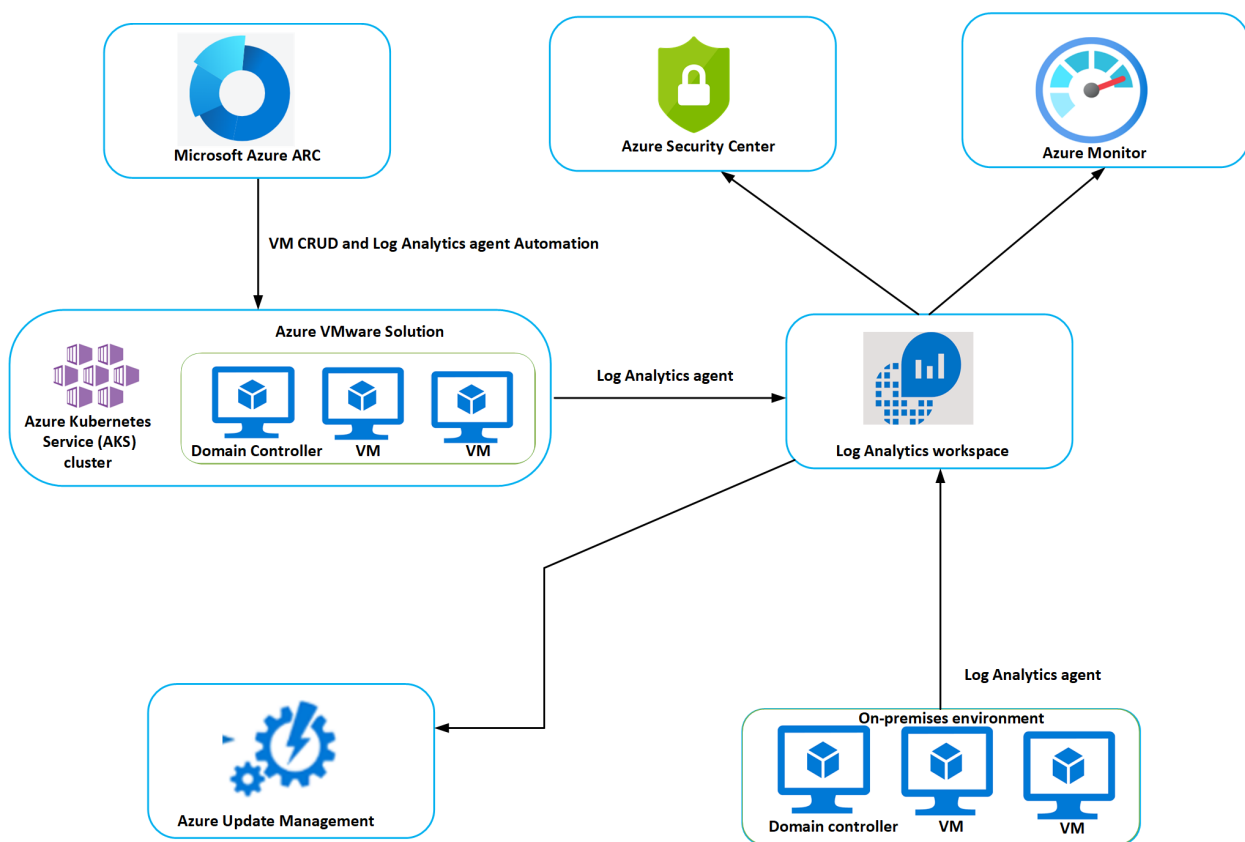 Microsoft Azure ARC
Azure Security Center
Azure Monitor
VM CRUD and Log Analytics agent Automation
Azure VMware Solution
Azure Kubernetes
Service (AKS)
cluster
Domain Controller
VM
VM
Log Analytics agent
Log Analytics workspace
Log Analytics agent
On-premises environment
Domain controller
VM
VM
Azure Update Management